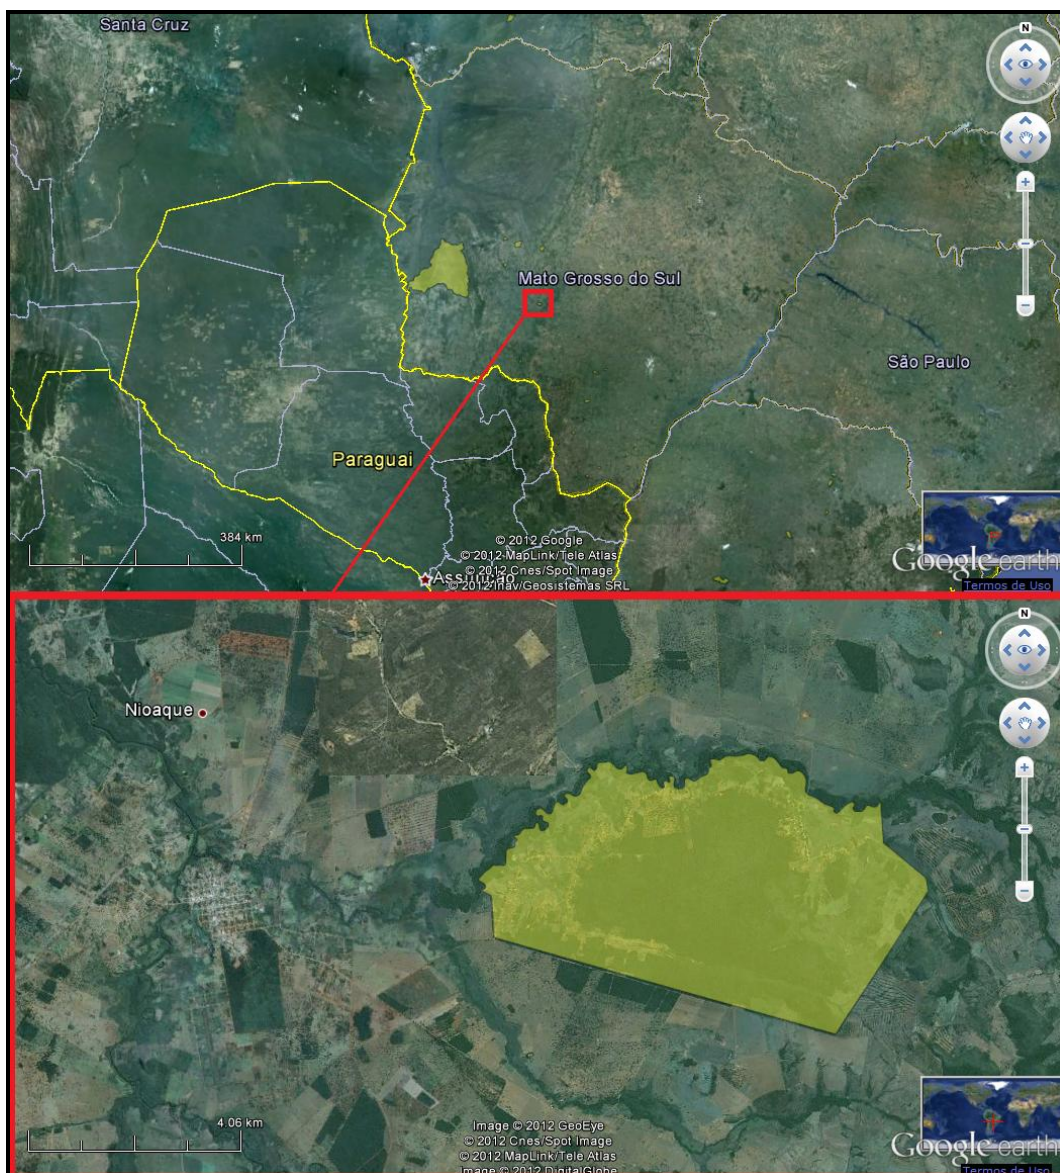 Santa Cruz
N
Mato Grosso do Sul
São Paulo
Paraguai
384 km
© 2012 Google
© 2012 MapLink/Tele Atlas
© 2012 Cnes/Spot Image
© 2012 Inav/Geosistemas SRL
Assunção
Google earth
Termos de Uso
N
Nioaque
4.06 km
Image © 2012 GeoEye
© 2012 Cnes/Spot Image
© 2012 MapLink/Tele Atlas
Image © 2012 DigitalGlobe
Google earth
Termos de Uso